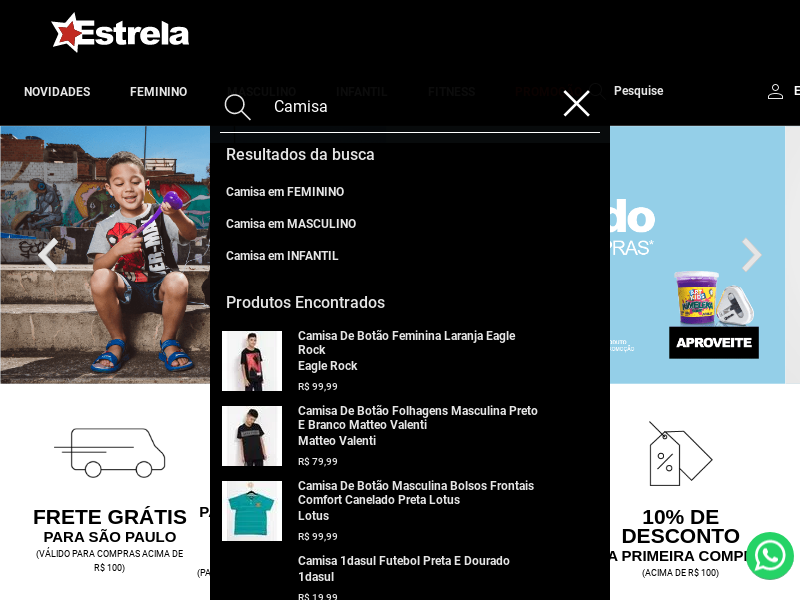 Estrela
NOVIDADES
FEMININO
MASCULINO
INFANTIL
FITNESS
Pesquise
E
Camisa
Resultados da busca
Camisa em FEMININO
Camisa em MASCULINO
Camisa em INFANTIL
Produtos Encontrados
Camisa De Botão Feminina Laranja Eagle
Rock
Eagle Rock
R$ 99,99
Camisa De Botão Folhagens Masculina Preto
E Branco Matteo Valenti
Matteo Valenti
R$ 79,99
Camisa De Botão Masculina Bolsos Frontais
Comfort Canelado Preta Lotus
Lotus
R$ 99,99
Camisa 1dasul Futebol Preta E Dourado
1dasul
R$ 19,99
do
PRAS*
APROVEITE
FRETE GRÁTIS
PARA SÃO PAULO
(VÁLIDO PARA COMPRAS ACIMA DE
R$ 100)
P
(PA
10% DE
DESCONTO
A PRIMEIRA COMP
(ACIMA DE R$ 100)